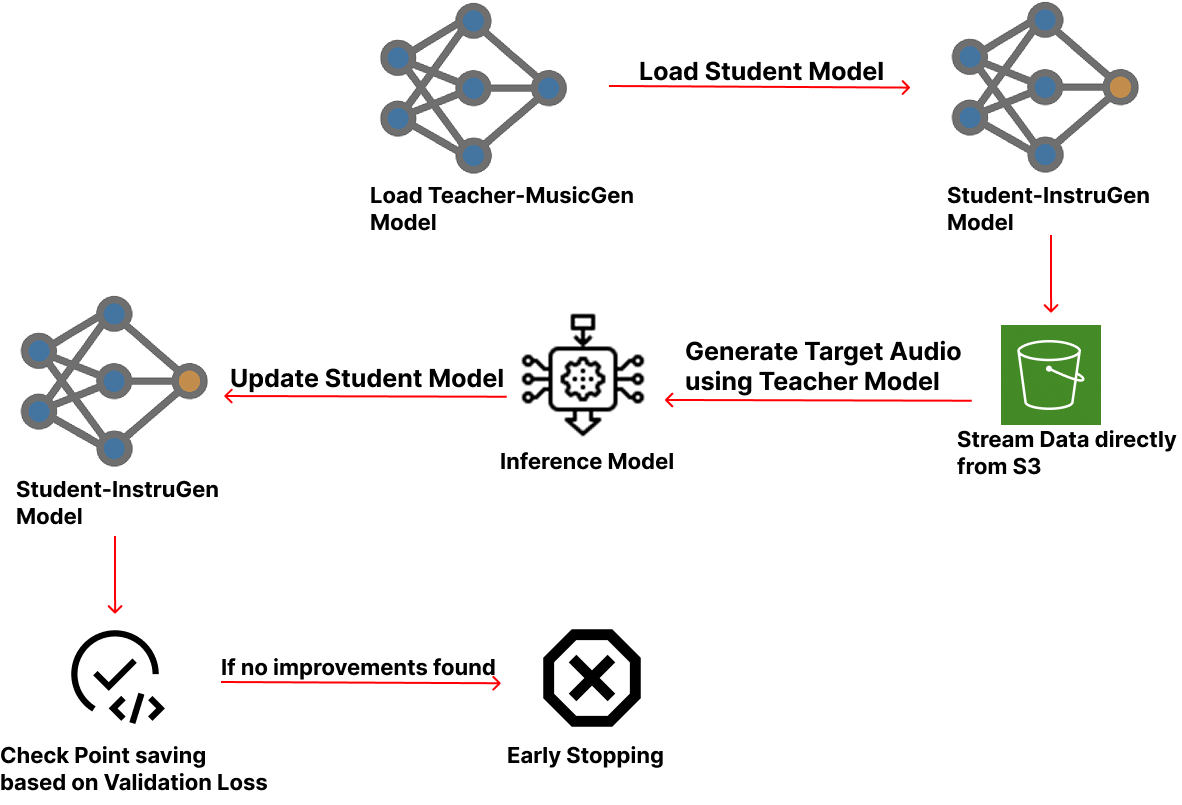 Load Student Model
Load Teacher-MusicGen
Model
Student-InstruGen
Model
Generate Target Audio
using Teacher Model
Stream Data directly
from S3
Update Student Model
Inference Model
Student-InstruGen
Model
If no improvements found
Check Point saving
based on Validation Loss
Early Stopping